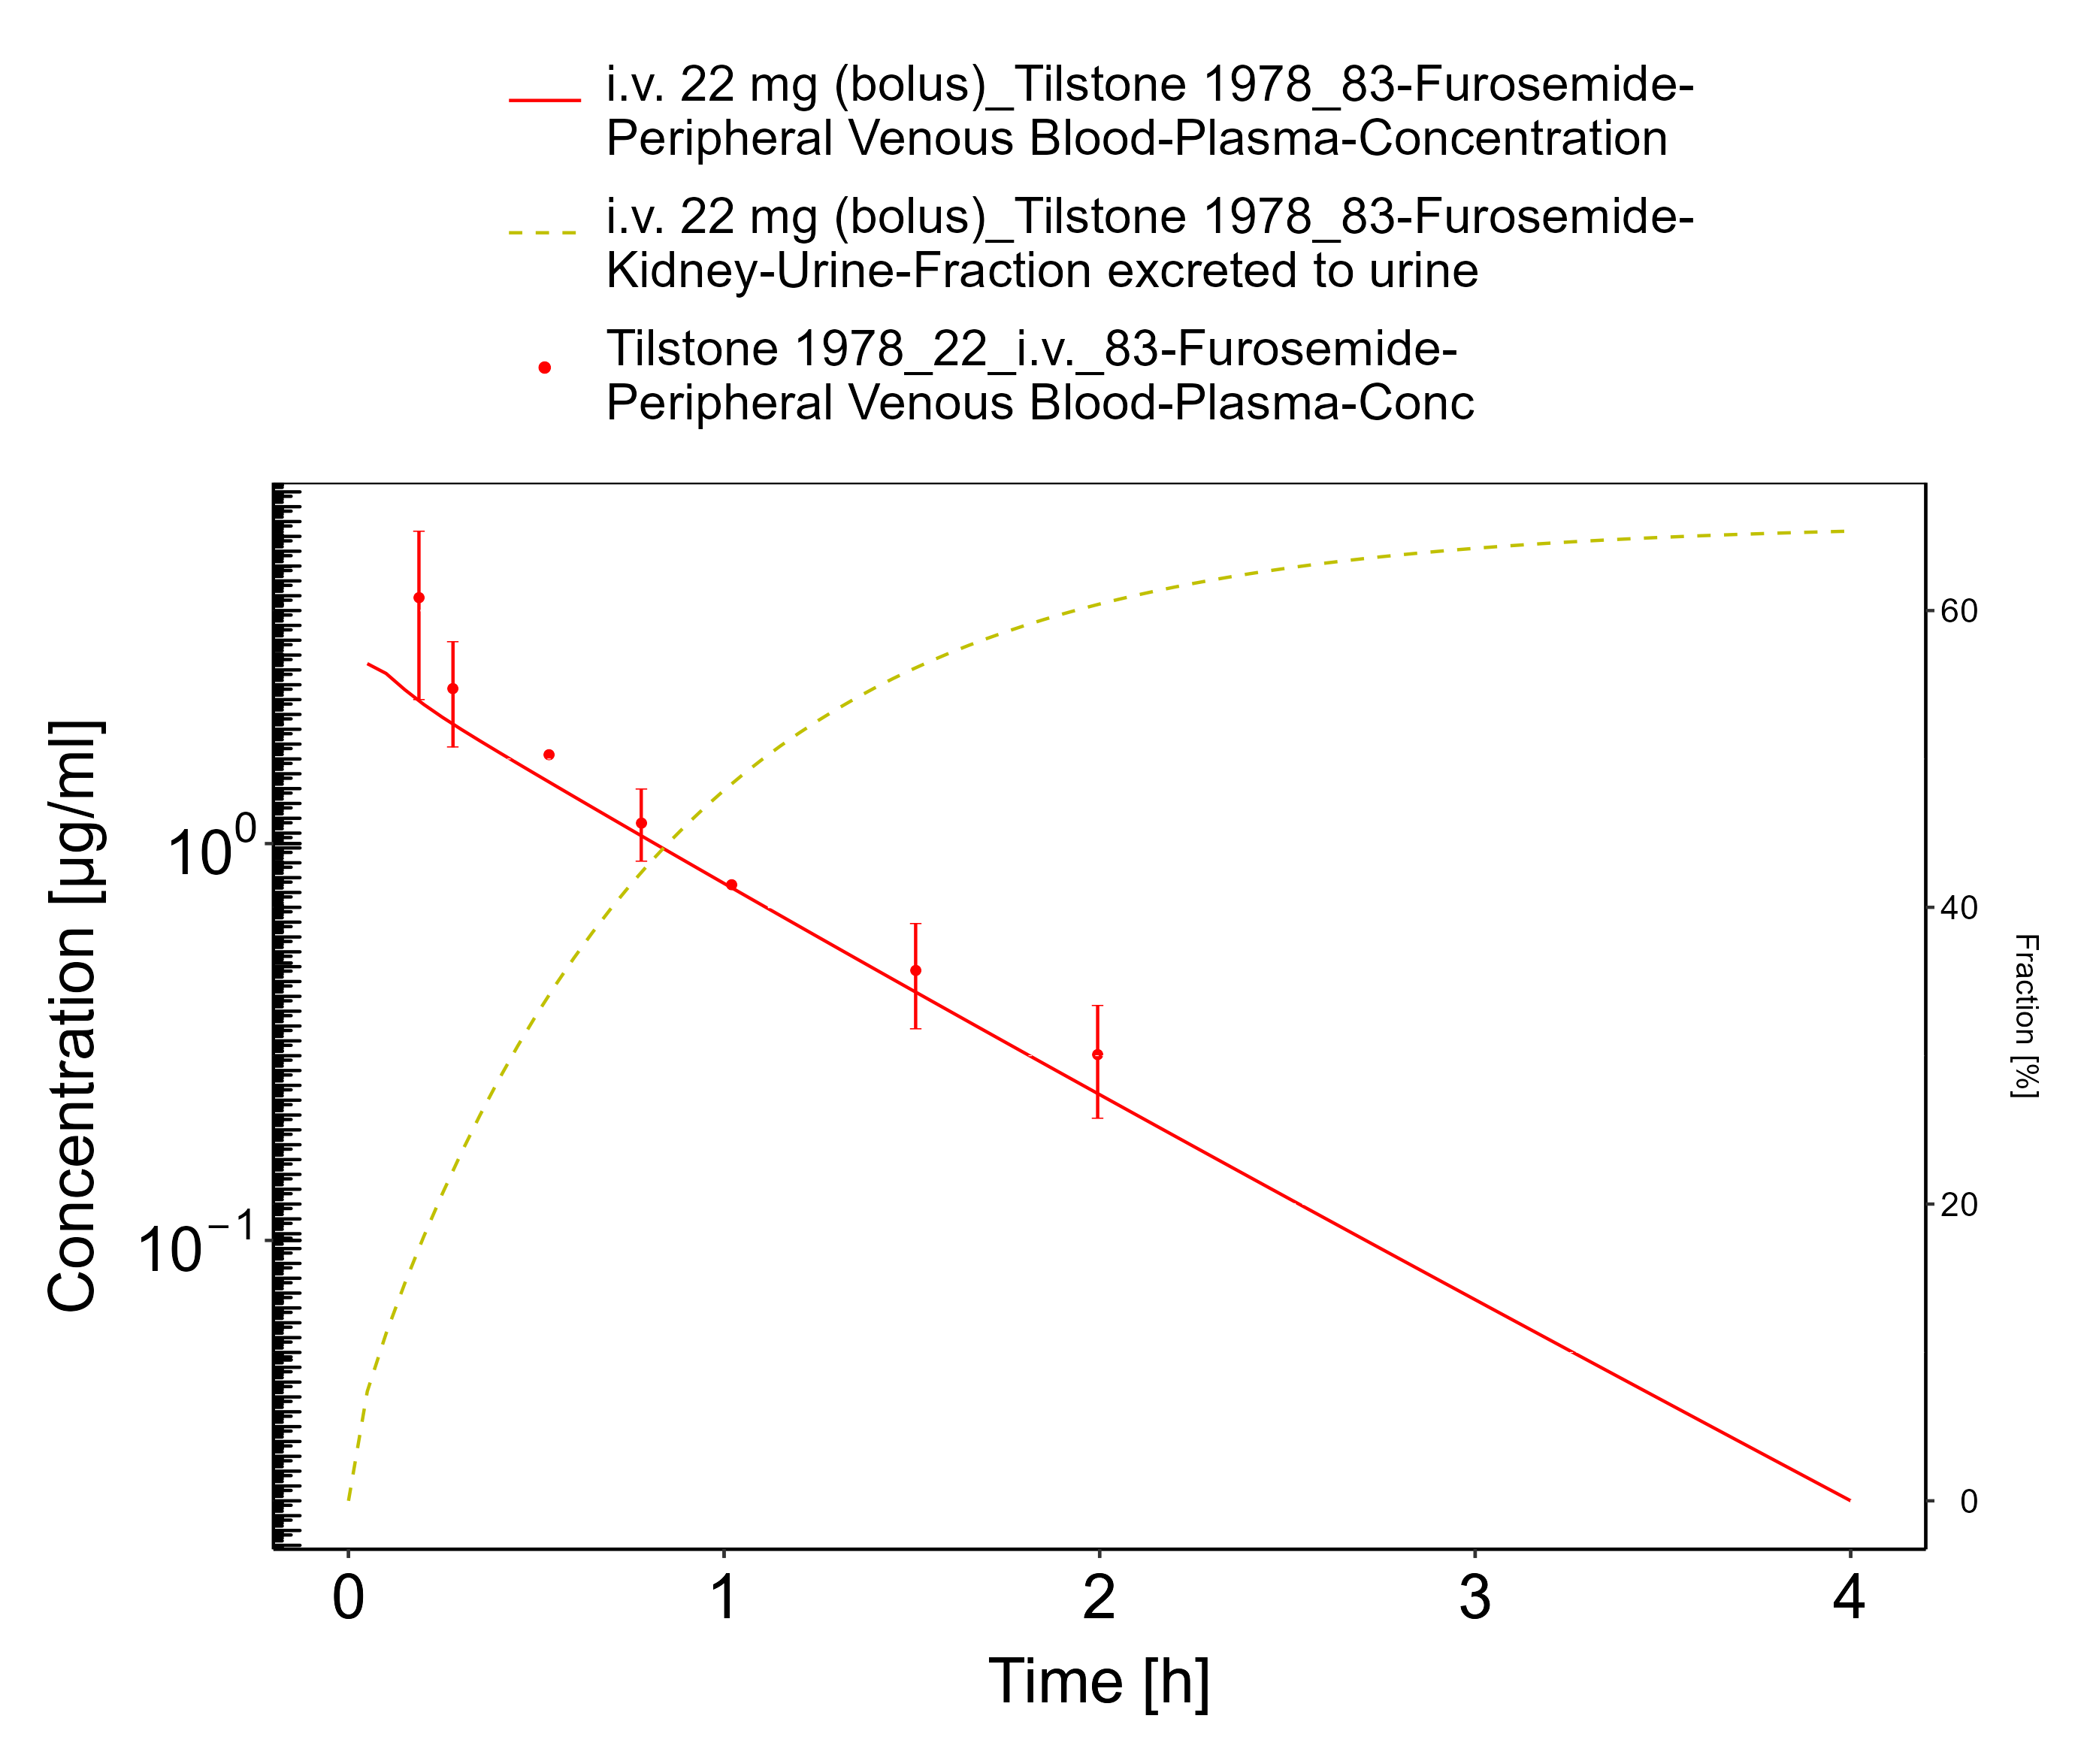 i.v. 22 mg (bolus)_Tilstone 1978_83-Furosemide-
Peripheral Venous Blood-Plasma-Concentration
i.v. 22 mg (bolus)_Tilstone 1978_83-Furosemide-
Kidney-Urine-Fraction excreted to urine
Tilstone 1978_22_i.v._83-Furosemide-
Peripheral Venous Blood-Plasma-Conc
Concentration [µg/ml]
10⁰
10⁻¹
60
40
20
0
Fraction [%]
0 1 2 3 4
Time [h]